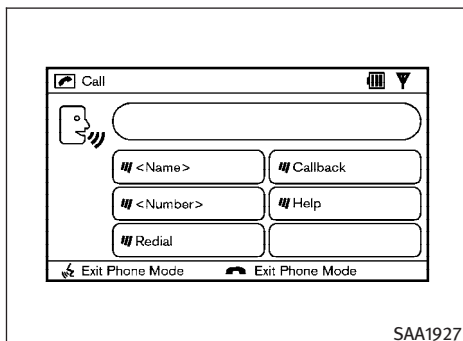 Call
<Name>
Callback
<Number>
Help
Redial
Exit Phone Mode
Exit Phone Mode
SAA1927